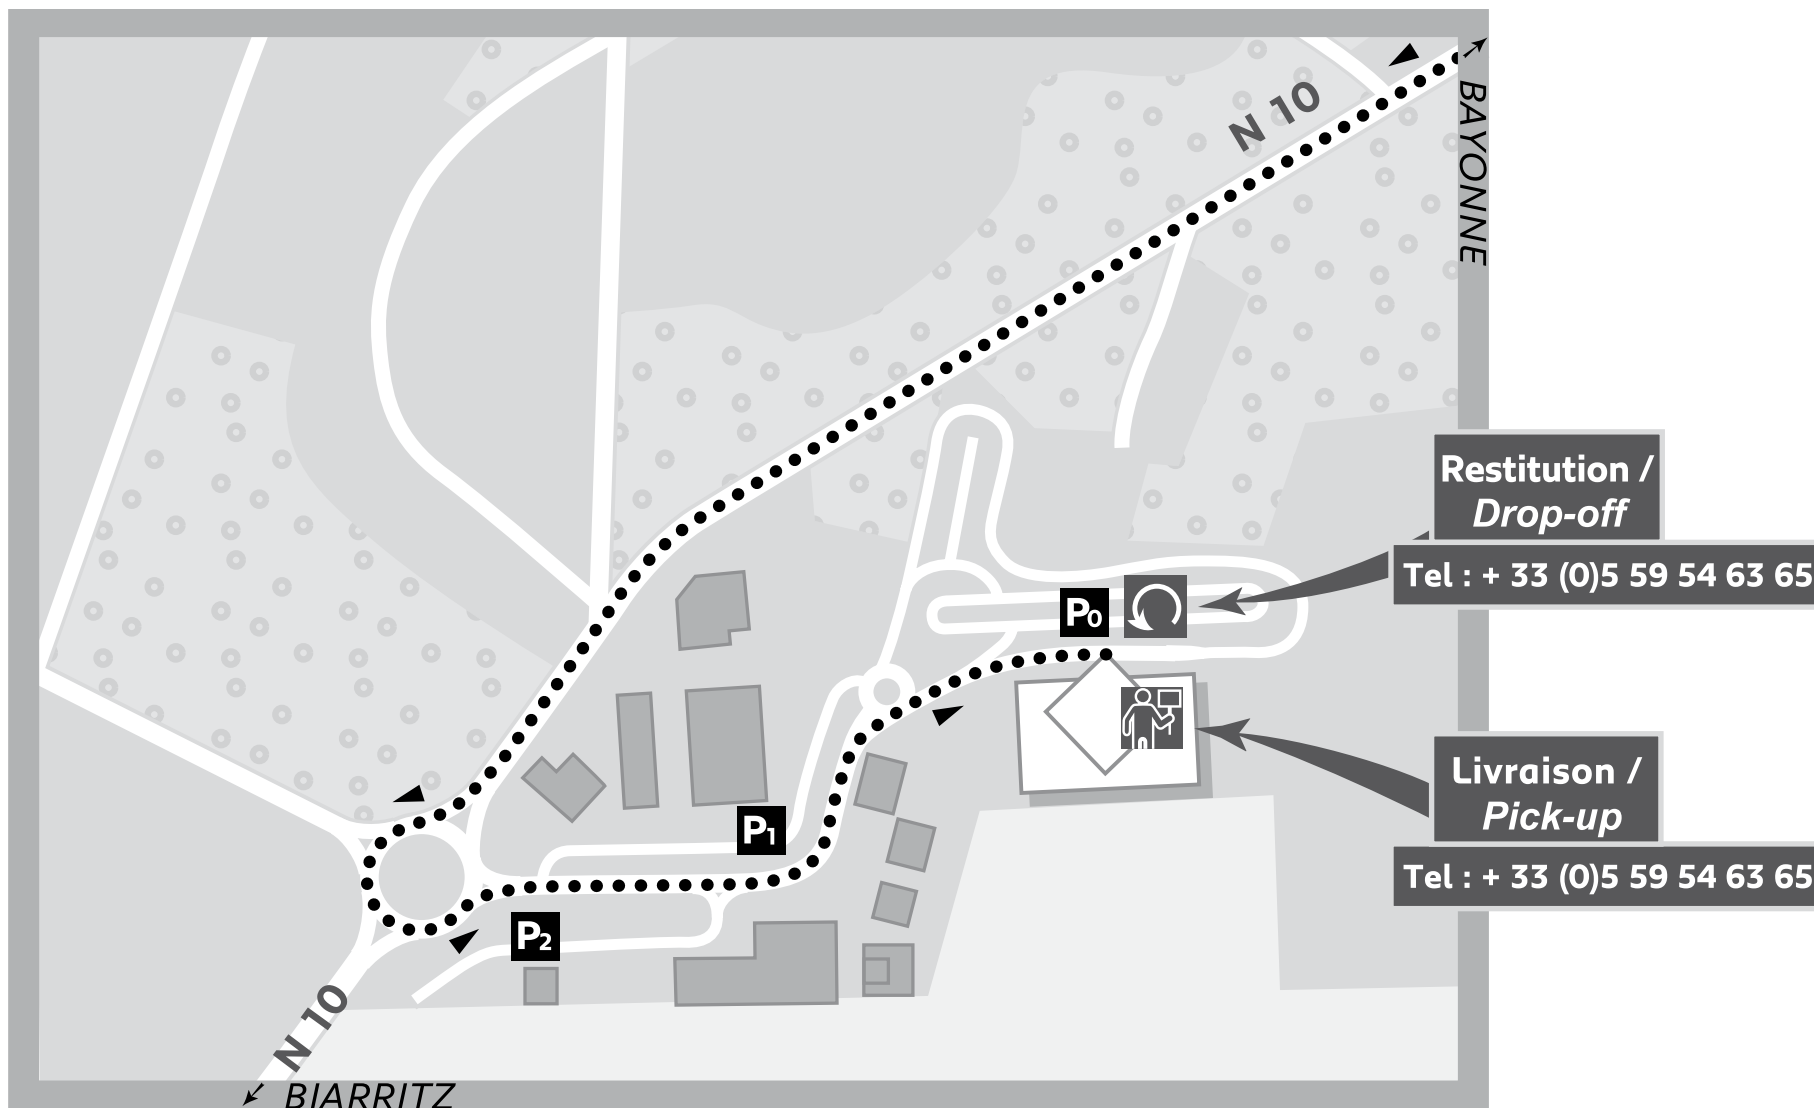 N 10
BAYONNE
Restitution /
Drop-off
Tel : + 33 (0)5 59 54 63 65
P0
Livraison /
Pick-up
Tel : + 33 (0)5 59 54 63 65
P1
P2
N 10
BIARRITZ